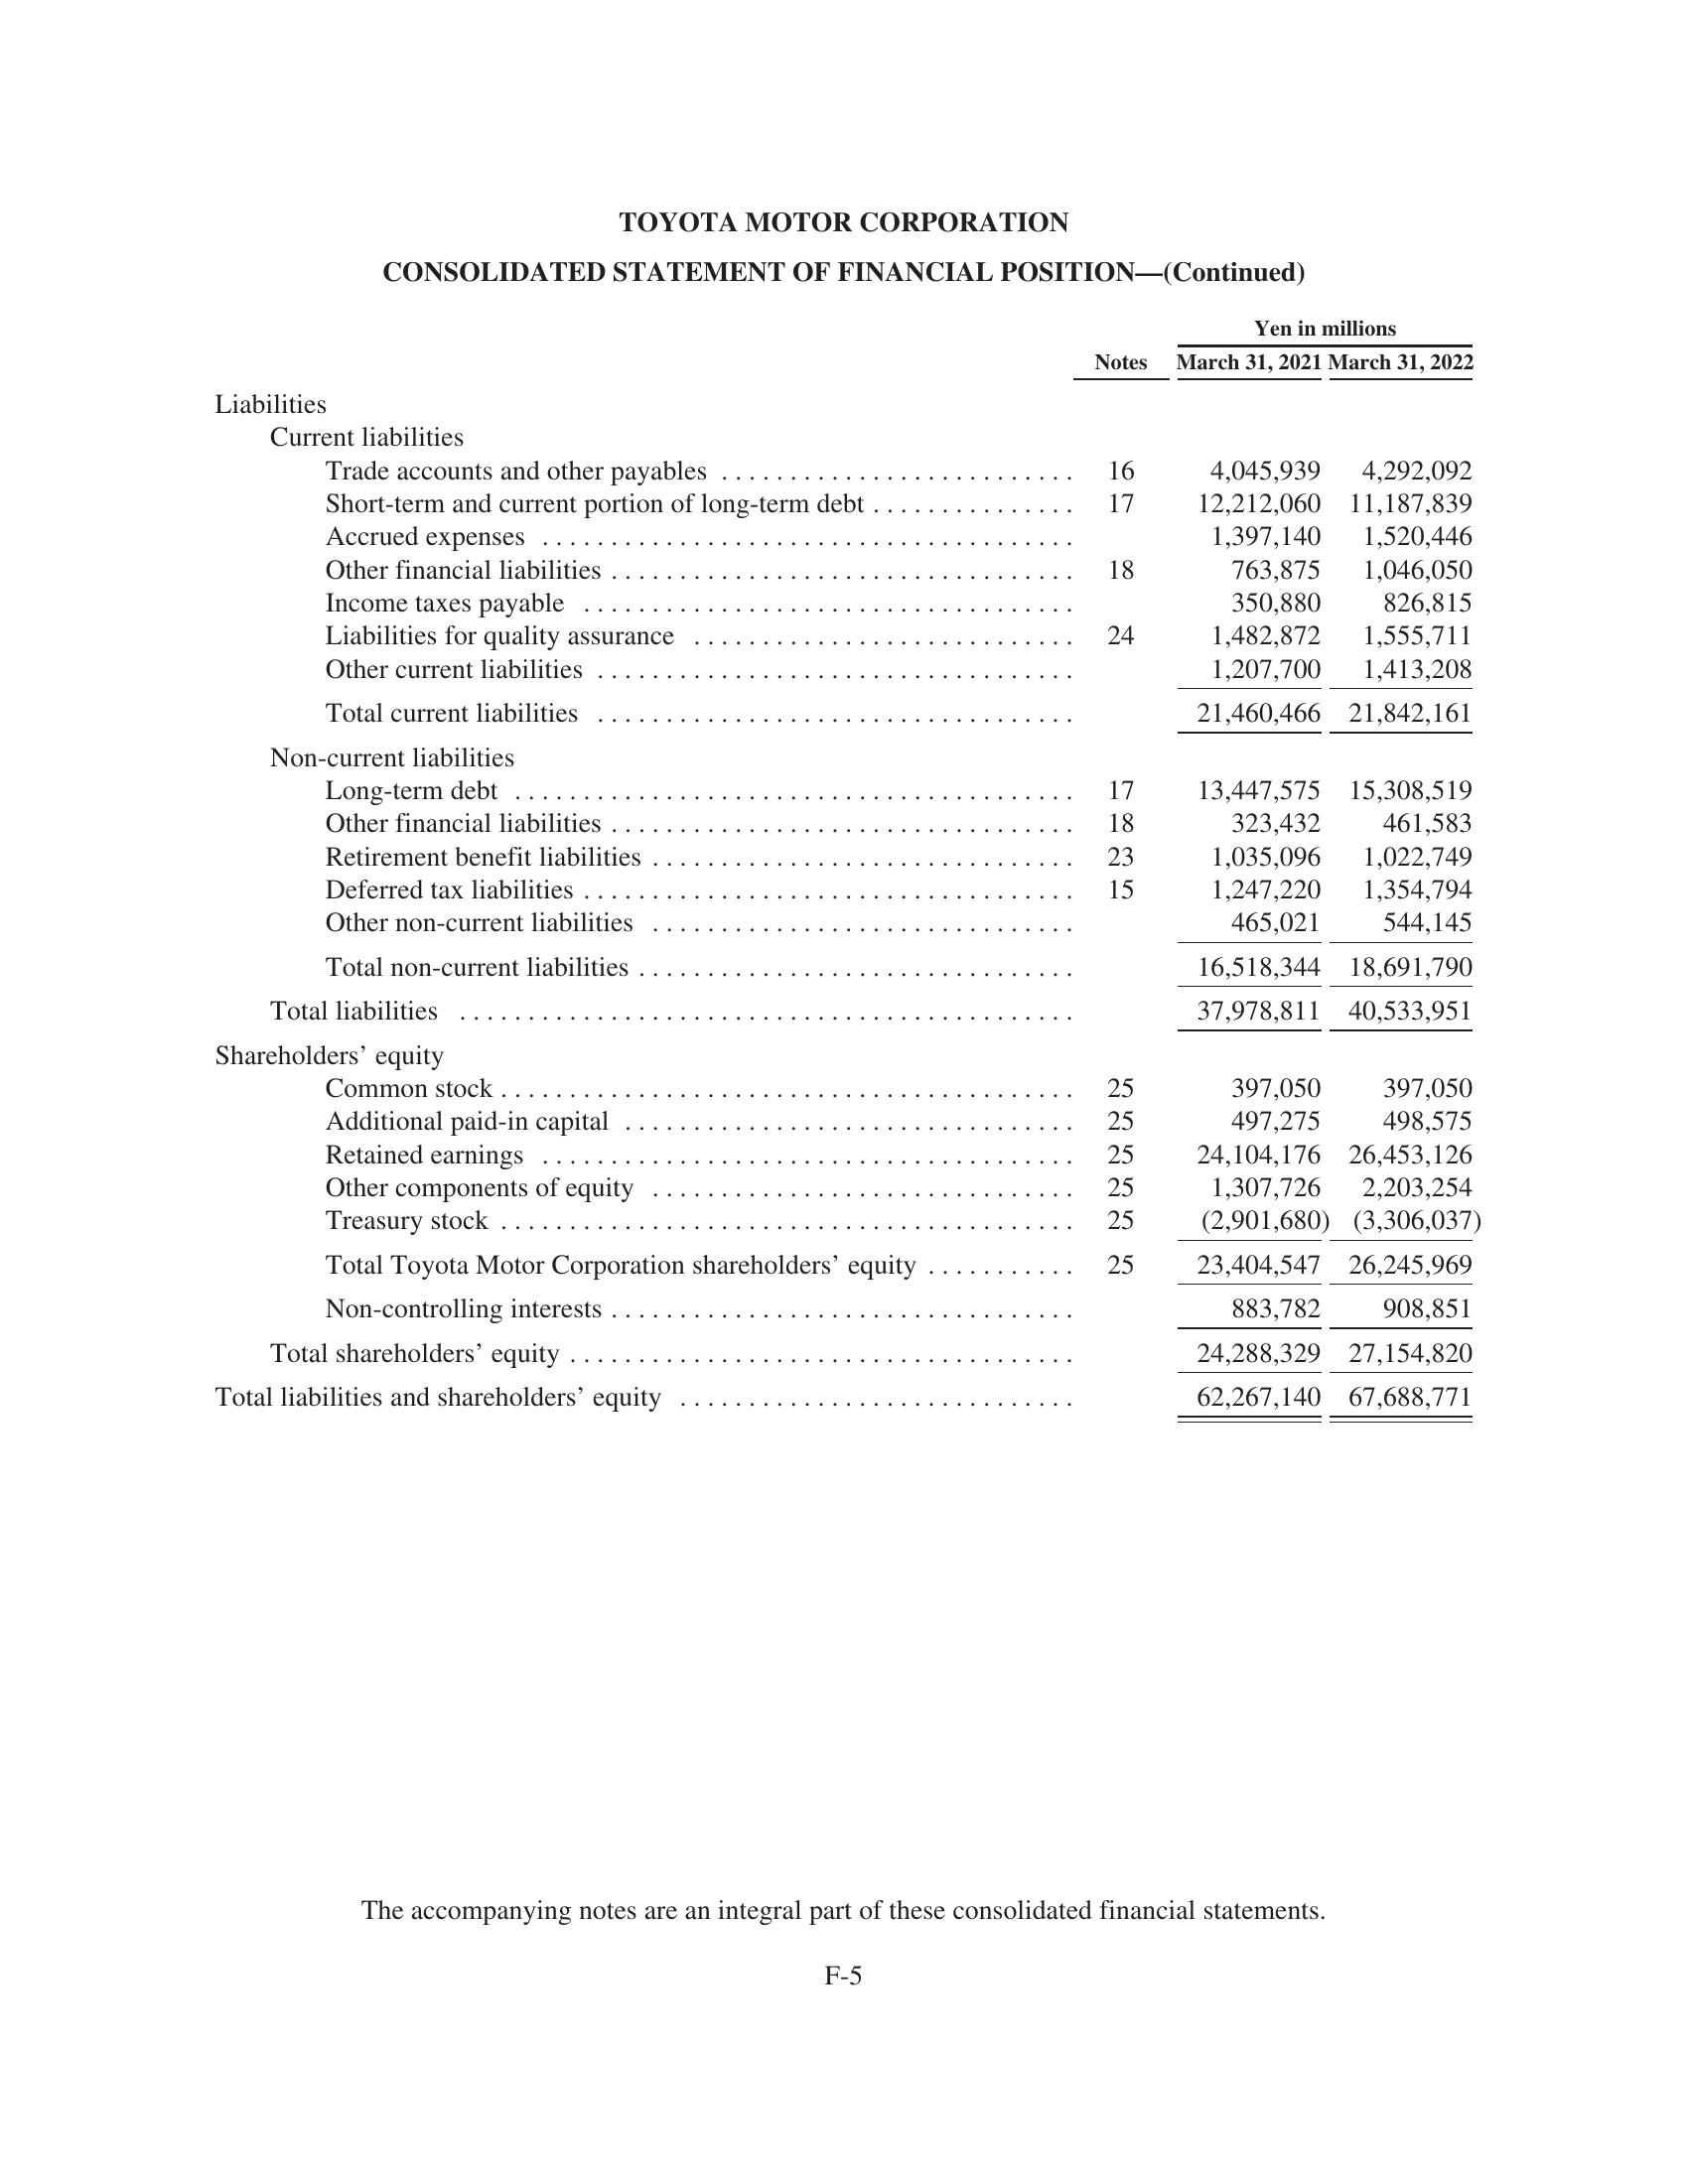 TOYOTA MOTOR CORPORATION
CONSOLIDATED STATEMENT OF FINANCIAL POSITION—(Continued)
Yen in millions
Notes March 31, 2021 March 31, 2022
Liabilities
Current liabilities
Trade accounts and other payables . . . . . . . . . . . . . . . . . . . . . . . . . . 16 4,045,939 4,292,092
Short-term and current portion of long-term debt . . . . . . . . . . . . . . . 17 12,212,060 11,187,839
Accrued expenses . . . . . . . . . . . . . . . . . . . . . . . . . . . . . . . . . . . . . . . 1,397,140 1,520,446
Other financial liabilities . . . . . . . . . . . . . . . . . . . . . . . . . . . . . . . . . . 18 763,875 1,046,050
Income taxes payable . . . . . . . . . . . . . . . . . . . . . . . . . . . . . . . . . . . . 350,880 826,815
Liabilities for quality assurance . . . . . . . . . . . . . . . . . . . . . . . . . . . . 24 1,482,872 1,555,711
Other current liabilities . . . . . . . . . . . . . . . . . . . . . . . . . . . . . . . . . . . 1,207,700 1,413,208
Total current liabilities . . . . . . . . . . . . . . . . . . . . . . . . . . . . . . . . . . . 21,460,466 21,842,161
Non-current liabilities
Long-term debt . . . . . . . . . . . . . . . . . . . . . . . . . . . . . . . . . . . . . . . . . 17 13,447,575 15,308,519
Other financial liabilities . . . . . . . . . . . . . . . . . . . . . . . . . . . . . . . . . . 18 323,432 461,583
Retirement benefit liabilities . . . . . . . . . . . . . . . . . . . . . . . . . . . . . . . 23 1,035,096 1,022,749
Deferred tax liabilities . . . . . . . . . . . . . . . . . . . . . . . . . . . . . . . . . . . . 15 1,247,220 1,354,794
Other non-current liabilities . . . . . . . . . . . . . . . . . . . . . . . . . . . . . . . 465,021 544,145
Total non-current liabilities . . . . . . . . . . . . . . . . . . . . . . . . . . . . . . . . 16,518,344 18,691,790
Total liabilities . . . . . . . . . . . . . . . . . . . . . . . . . . . . . . . . . . . . . . . . . . . . . 37,978,811 40,533,951
Shareholders’ equity
Common stock . . . . . . . . . . . . . . . . . . . . . . . . . . . . . . . . . . . . . . . . . . 25 397,050 397,050
Additional paid-in capital . . . . . . . . . . . . . . . . . . . . . . . . . . . . . . . . . 25 497,275 498,575
Retained earnings . . . . . . . . . . . . . . . . . . . . . . . . . . . . . . . . . . . . . . . 25 24,104,176 26,453,126
Other components of equity . . . . . . . . . . . . . . . . . . . . . . . . . . . . . . . 25 1,307,726 2,203,254
Treasury stock . . . . . . . . . . . . . . . . . . . . . . . . . . . . . . . . . . . . . . . . . . 25 (2,901,680) (3,306,037)
Total Toyota Motor Corporation shareholders’ equity . . . . . . . . . . . 25 23,404,547 26,245,969
Non-controlling interests . . . . . . . . . . . . . . . . . . . . . . . . . . . . . . . . . . 883,782 908,851
Total shareholders’ equity . . . . . . . . . . . . . . . . . . . . . . . . . . . . . . . . . . . . . 24,288,329 27,154,820
Total liabilities and shareholders’ equity . . . . . . . . . . . . . . . . . . . . . . . . . . . . . 62,267,140 67,688,771
The accompanying notes are an integral part of these consolidated financial statements.
F-5